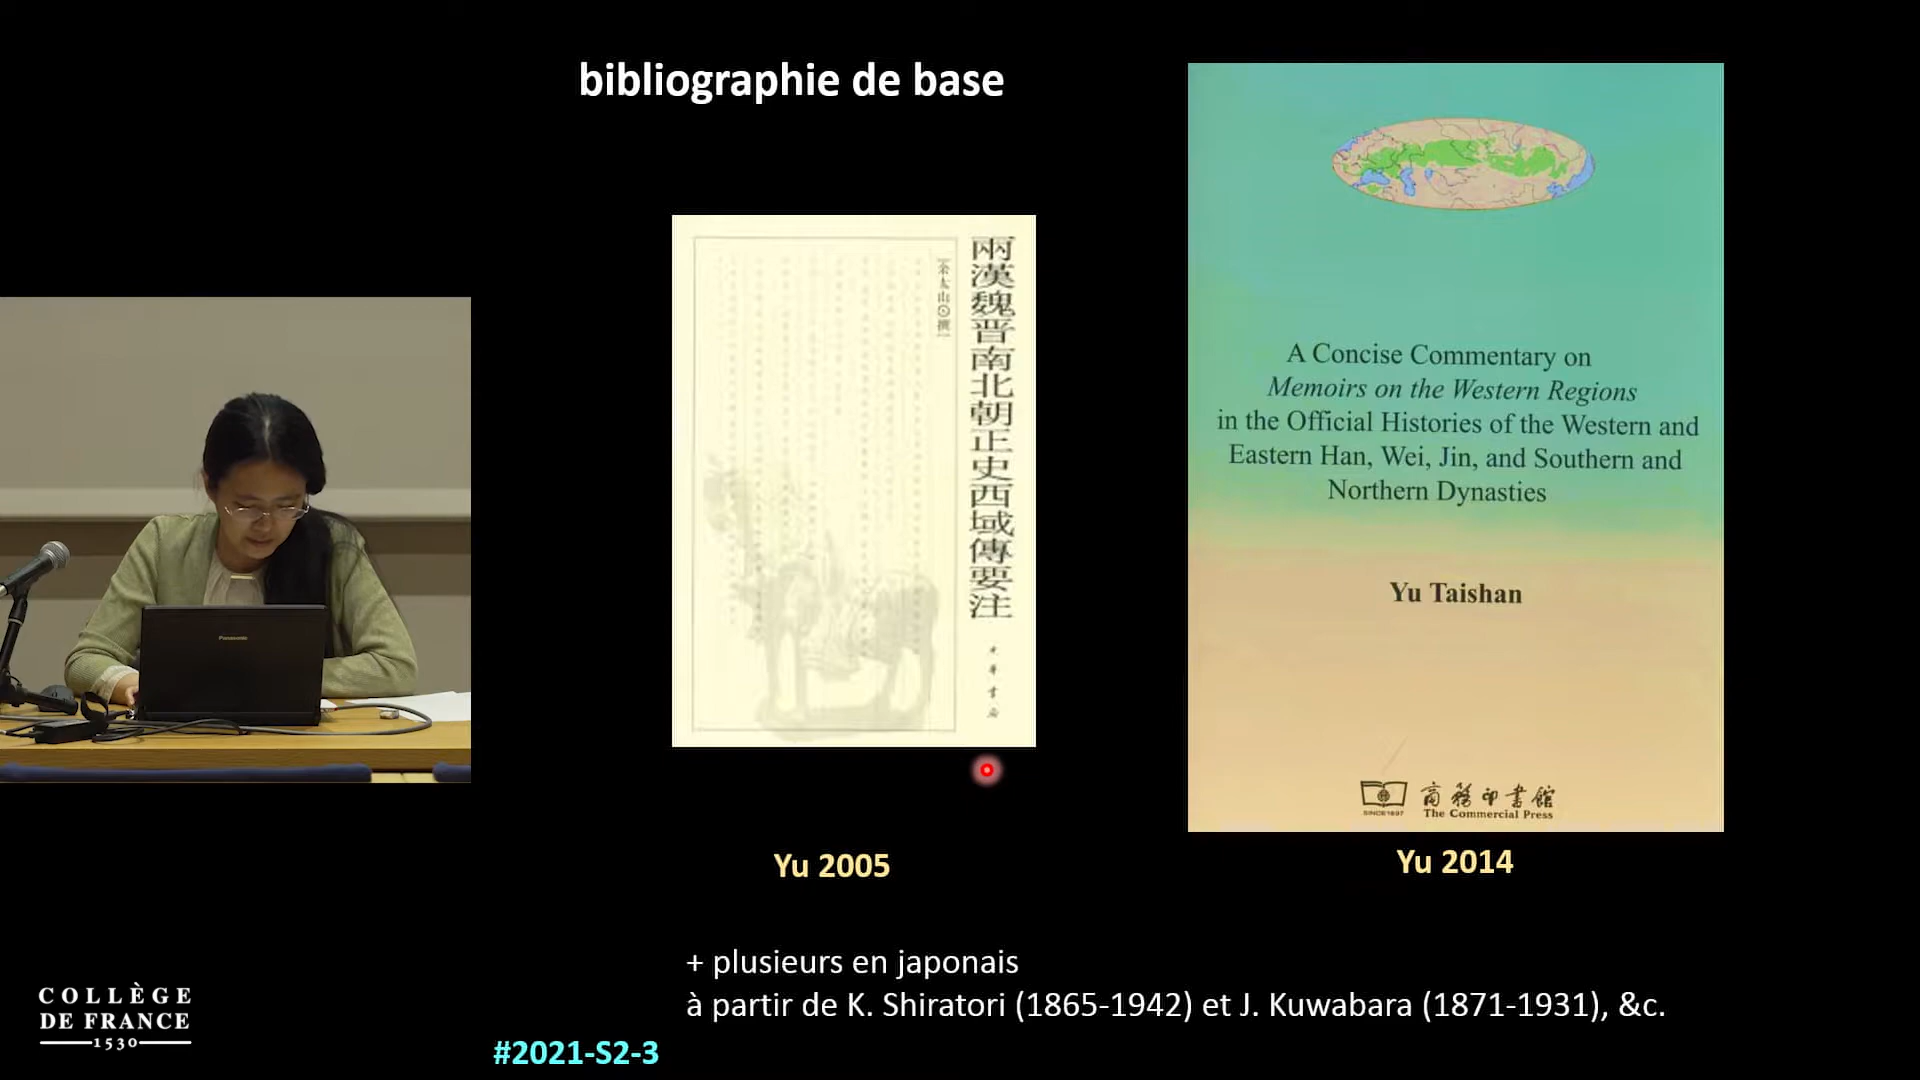 bibliographie de base
兩漢魏晋南北朝正史西域傳要注
余太山⊙撰
中華書局
A Concise Commentary on
Memoirs on the Western Regions
in the Official Histories of the Western and
Eastern Han, Wei, Jin, and Southern and
Northern Dynasties
Yu Taishan
SINCE 1897
商務印書館
The Commercial Press
Panasonic
Yu 2005
Yu 2014
+ plusieurs en japonais
à partir de K. Shiratori (1865-1942) et J. Kuwabara (1871-1931), &c.
COLLÈGE
DE FRANCE
1530
#2021-S2-3